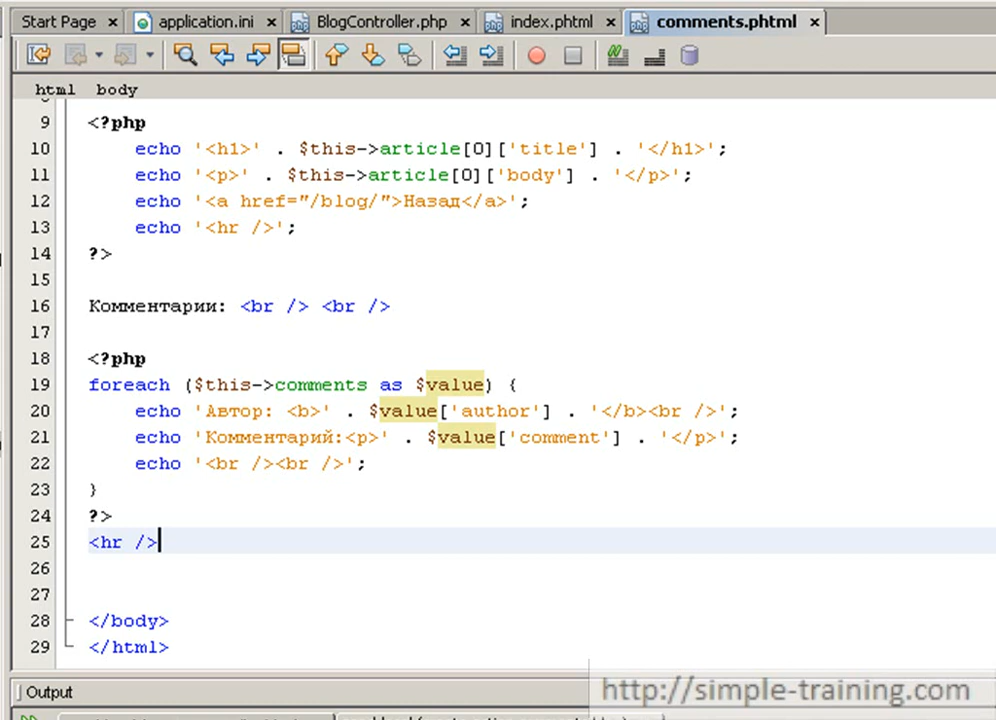 Start Page application.ini BlogController.php index.phtml comments.phtml
html body
9 <?php
10 echo '<h1>' . $this->article[0]['title'] . '</h1>';
11 echo '<p>' . $this->article[0]['body'] . '</p>';
12 echo '<a href="/blog/">Назад</a>';
13 echo '<hr />';
14 ?>
15
16 Комментарии: <br /> <br />
17
18 <?php
19 foreach ($this->comments as $value) {
20 echo 'Автор: <b>' . $value['author'] . '</b><br />';
21 echo 'Комментарий:<p>' . $value['comment'] . '</p>';
22 echo '<br /><br />';
23 }
24 ?>
25 <hr />
26
27
28 </body>
29 </html>
Output
http://simple-training.com